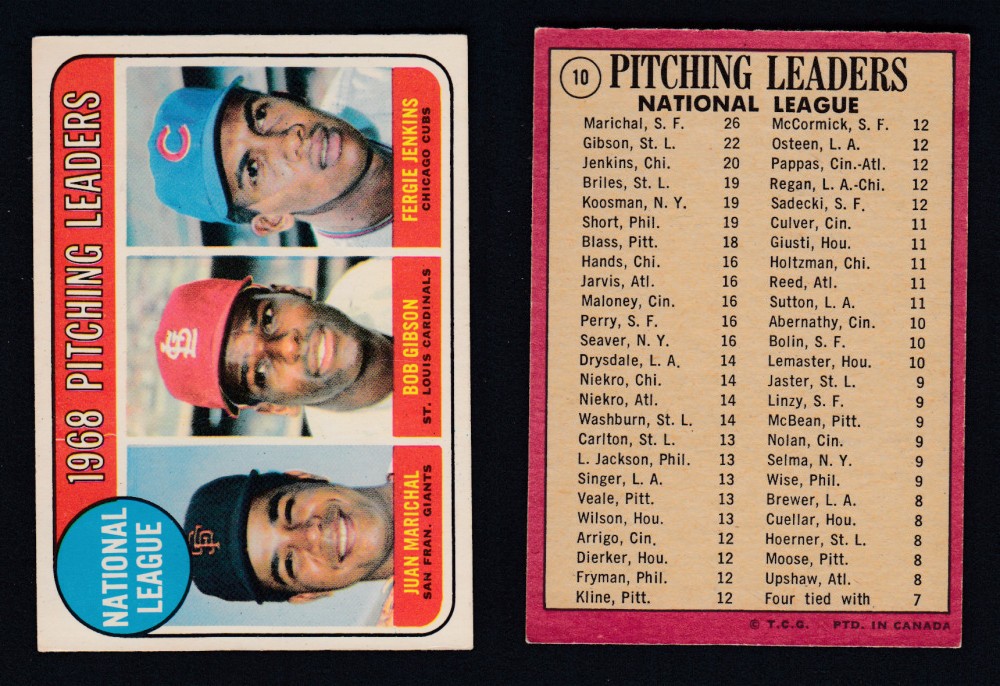 1968 PITCHING LEADERS
NATIONAL
LEAGUE
C
FERGIE JENKINS
CHICAGO CUBS
STL
BOB GIBSON
ST. LOUIS CARDINALS
SF
JUAN MARICHAL
SAN FRAN. GIANTS
10 PITCHING LEADERS
NATIONAL LEAGUE
Marichal, S. F. 26
Gibson, St. L. 22
Jenkins, Chi. 20
Briles, St. L. 19
Koosman, N. Y. 19
Short, Phil. 19
Blass, Pitt. 18
Hands, Chi. 16
Jarvis, Atl. 16
Maloney, Cin. 16
Perry, S. F. 16
Seaver, N. Y. 16
Drysdale, L. A. 14
Niekro, Chi. 14
Niekro, Atl. 14
Washburn, St. L. 14
Carlton, St. L. 13
L. Jackson, Phil. 13
Singer, L. A. 13
Veale, Pitt. 13
Wilson, Hou. 13
Arrigo, Cin. 12
Dierker, Hou. 12
Fryman, Phil. 12
Kline, Pitt. 12
McCormick, S. F. 12
Osteen, L. A. 12
Pappas, Cin.-Atl. 12
Regan, L. A.-Chi. 12
Sadecki, S. F. 12
Culver, Cin. 11
Giusti, Hou. 11
Holtzman, Chi. 11
Reed, Atl. 11
Sutton, L. A. 11
Abernathy, Cin. 10
Bolin, S. F. 10
Lemaster, Hou. 10
Jaster, St. L. 9
Linzy, S. F. 9
McBean, Pitt. 9
Nolan, Cin. 9
Selma, N. Y. 9
Wise, Phil. 9
Brewer, L. A. 8
Cuellar, Hou. 8
Hoerner, St. L. 8
Moose, Pitt. 8
Upshaw, Atl. 8
Four tied with 7
© T.C.G. PTD. IN CANADA